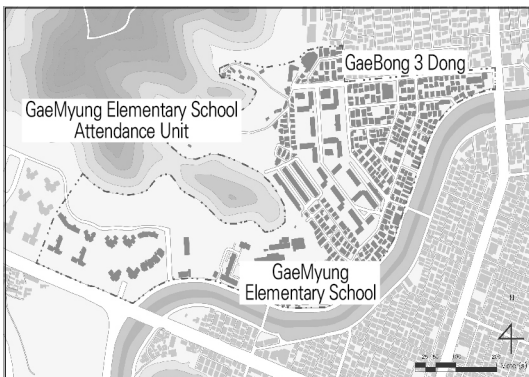 GaeBong 3 Dong
GaeMyung Elementary School
Attendance Unit
GaeMyung
Elementary School